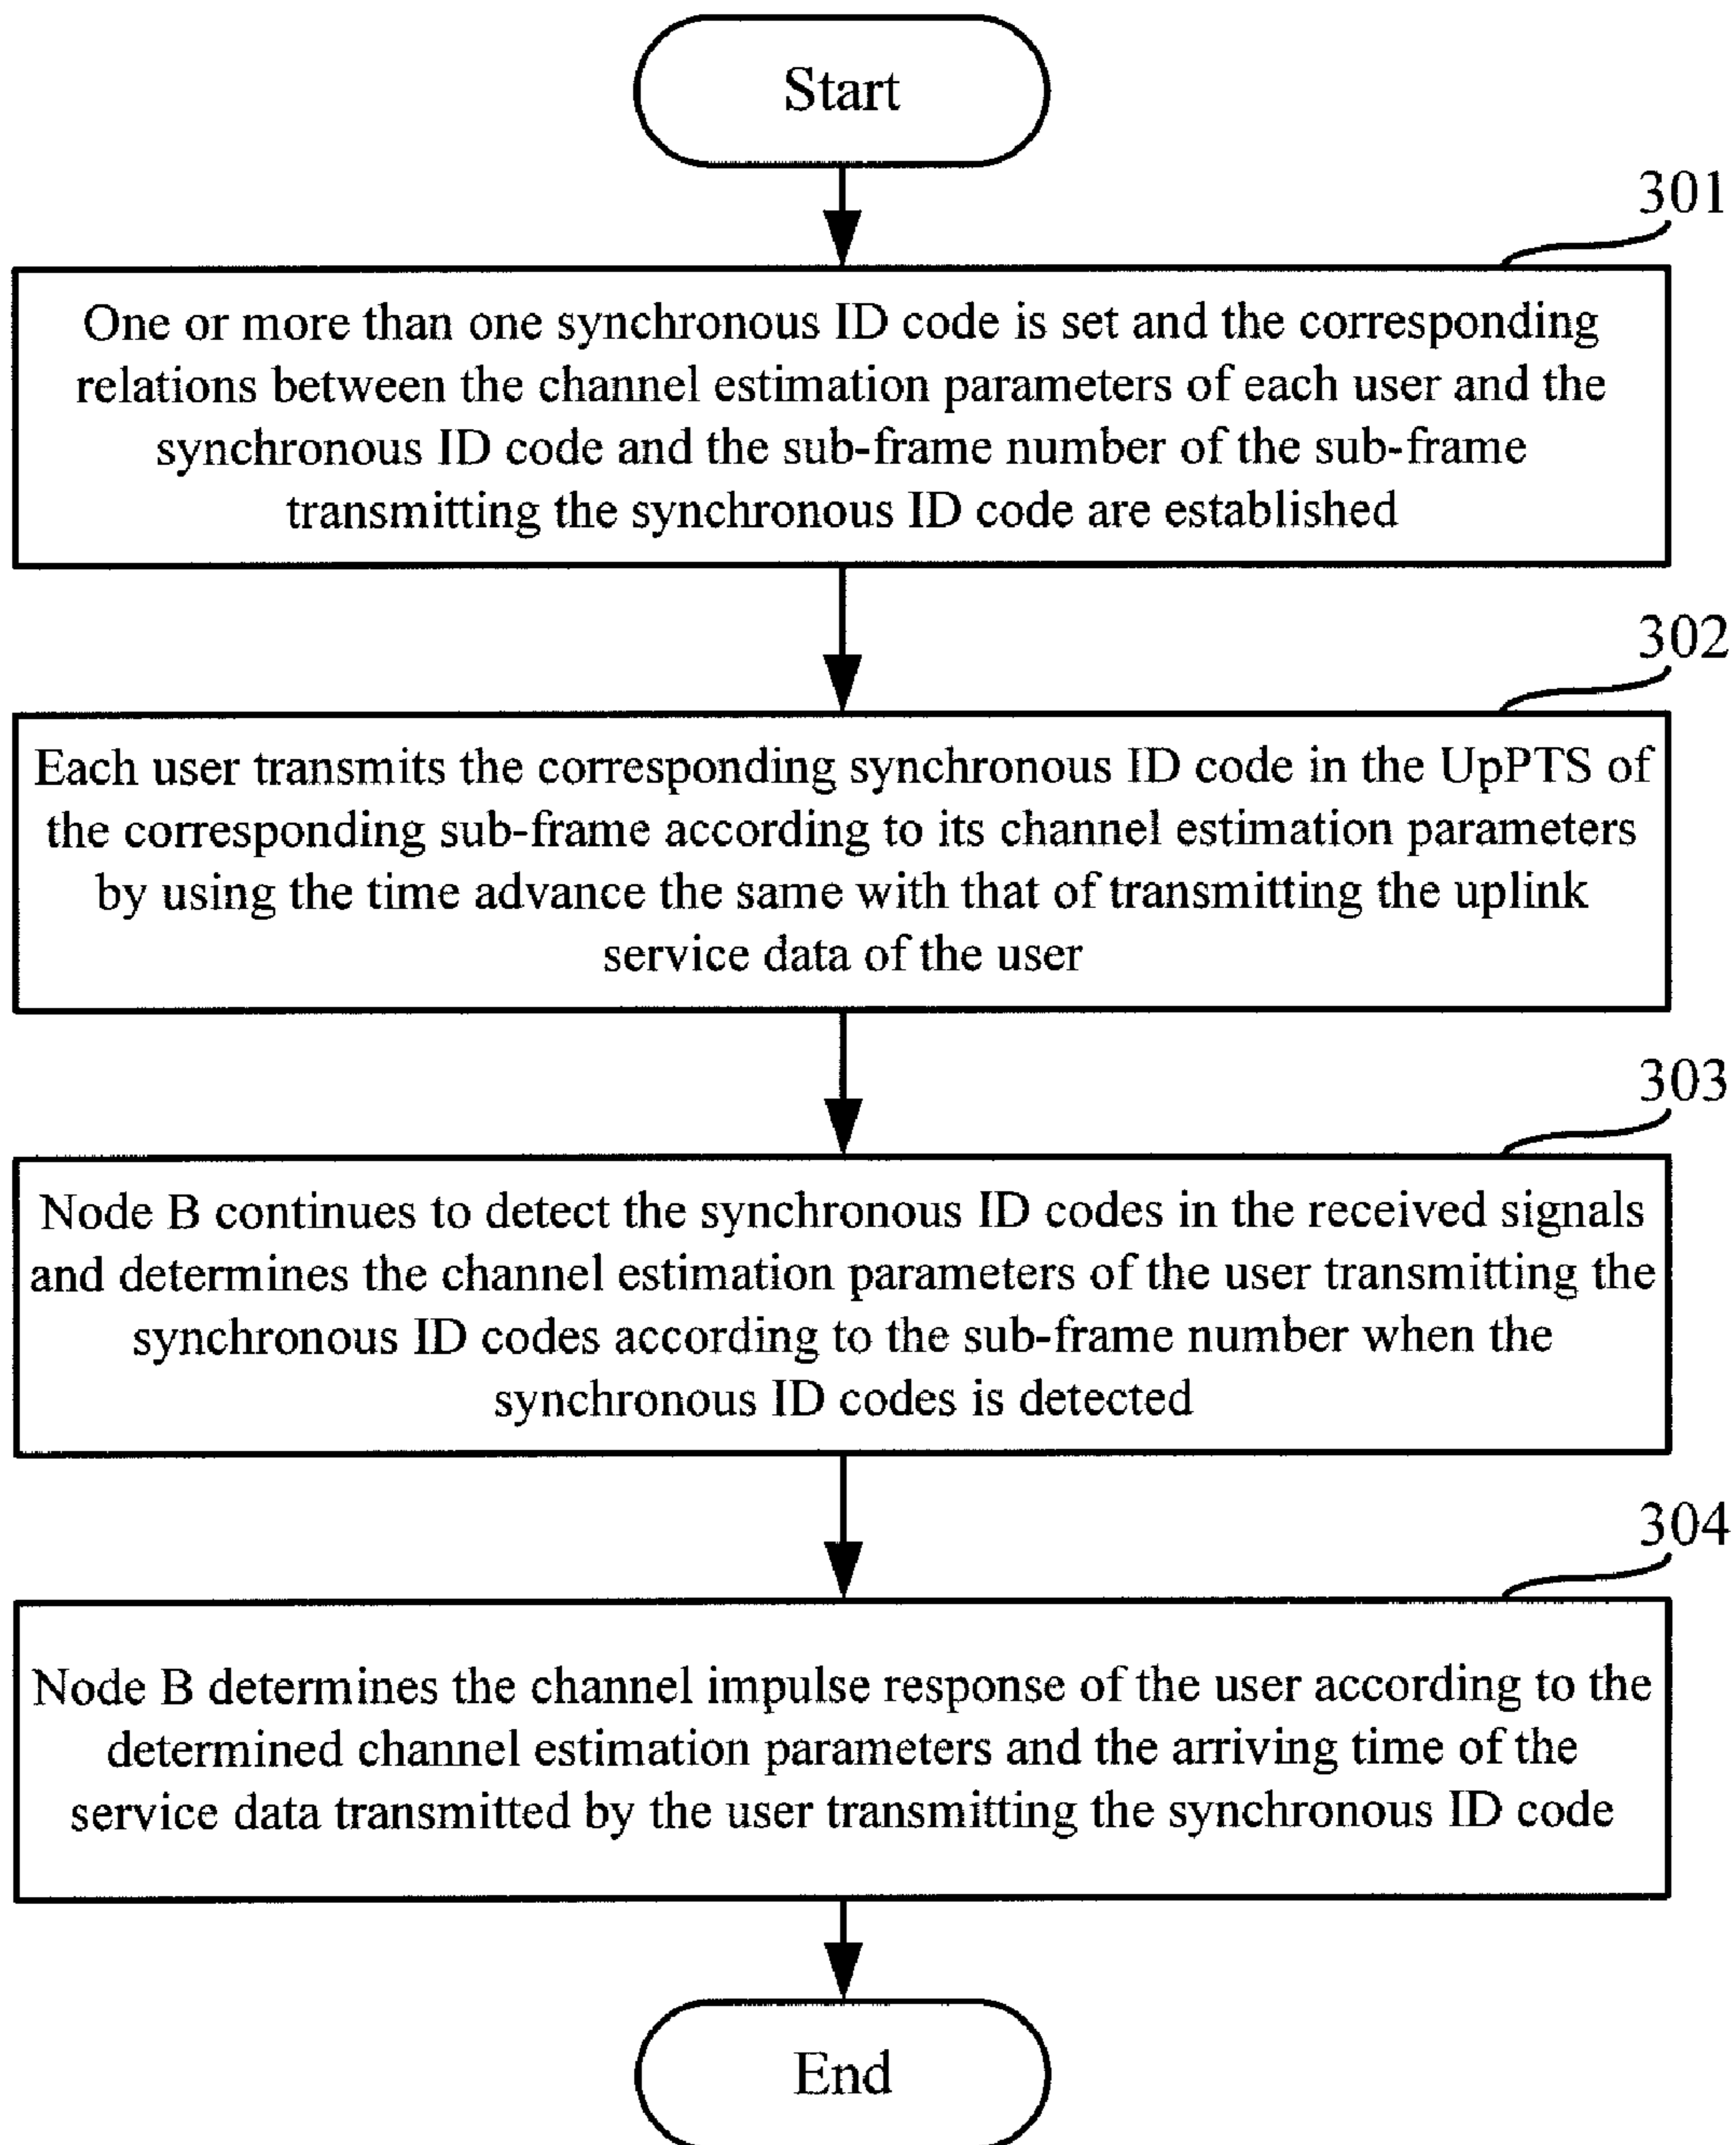 Start
301
One or more than one synchronous ID code is set and the corresponding
relations between the channel estimation parameters of each user and the
synchronous ID code and the sub-frame number of the sub-frame
transmitting the synchronous ID code are established
302
Each user transmits the corresponding synchronous ID code in the UpPTS of
the corresponding sub-frame according to its channel estimation parameters
by using the time advance the same with that of transmitting the uplink
service data of the user
303
Node B continues to detect the synchronous ID codes in the received signals
and determines the channel estimation parameters of the user transmitting the
synchronous ID codes according to the sub-frame number when the
synchronous ID codes is detected
304
Node B determines the channel impulse response of the user according to the
determined channel estimation parameters and the arriving time of the
service data transmitted by the user transmitting the synchronous ID code
End